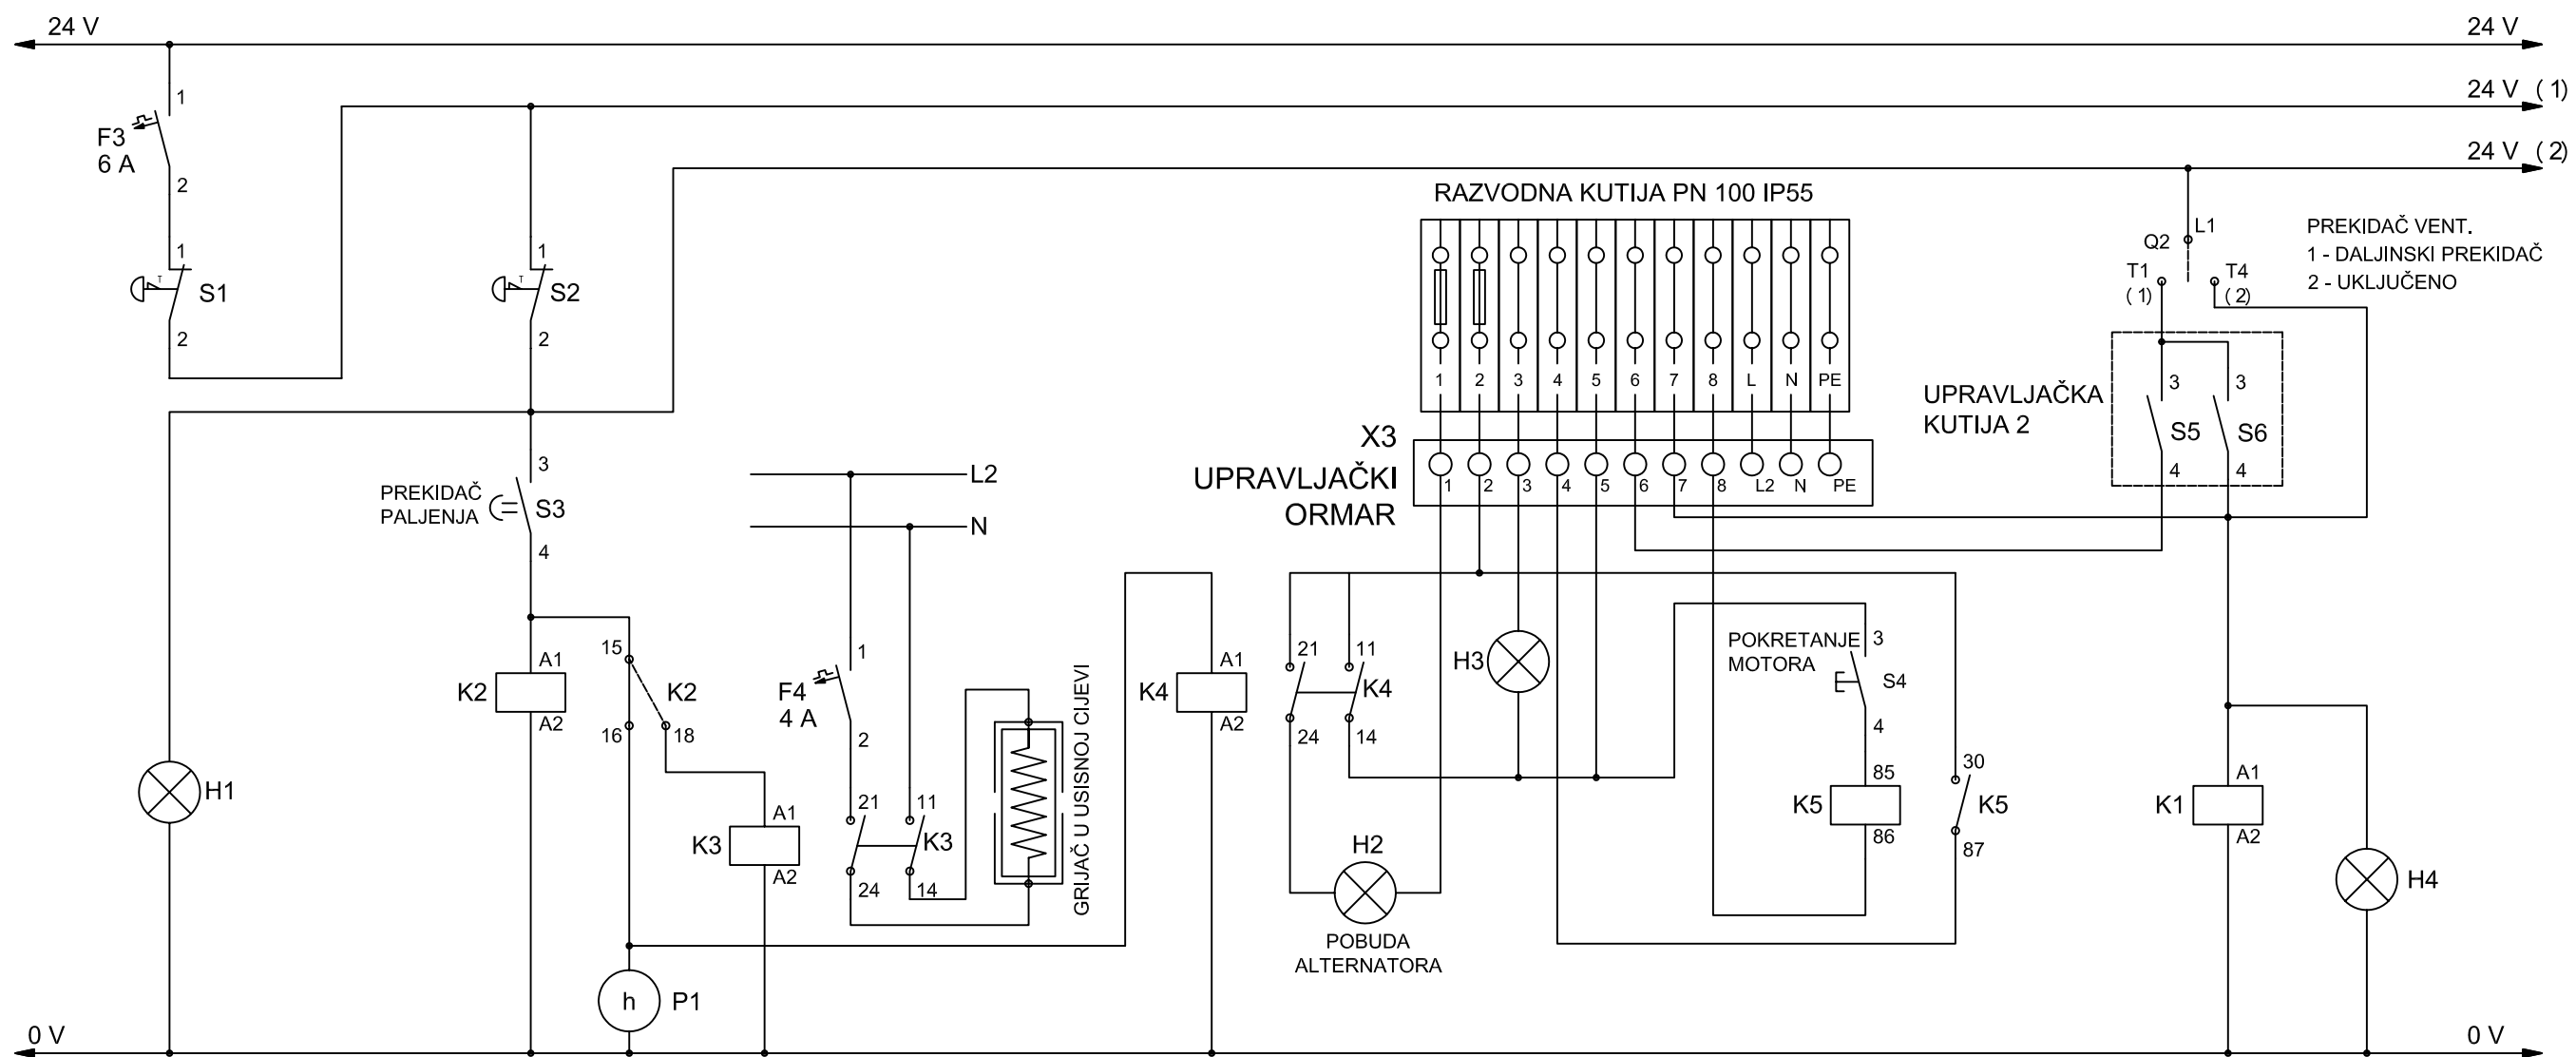 24 V
24 V
24 V (1)
24 V (2)
1
F3
6 A
2
1
S1
2
1
S2
2
RAZVODNA KUTIJA PN 100 IP55
1 2 3 4 5 6 7 8 L N PE
X3
UPRAVLJAČKI
ORMAR
1 2 3 4 5 6 7 8 L2 N PE
L1
Q2
T1
(1)
T4
(2)
PREKIDAČ VENT.
1 - DALJINSKI PREKIDAČ
2 - UKLJUČENO
UPRAVLJAČKA
KUTIJA 2
3
S5
4
3
S6
4
3
PREKIDAČ
PALJENJA
S3
4
L2
N
A1
K2
A2
15
K2
16
18
A1
K3
A2
1
F4
4 A
2
21
11
K3
24
14
GRIJAČ U USISNOJ CIJEVI
A1
K4
A2
21
11
K4
24
14
H3
POKRETANJE
MOTORA
3
S4
4
85
K5
86
30
K5
87
A1
K1
A2
H4
H1
H2
POBUDA
ALTERNATORA
h
P1
0 V
0 V
T
T